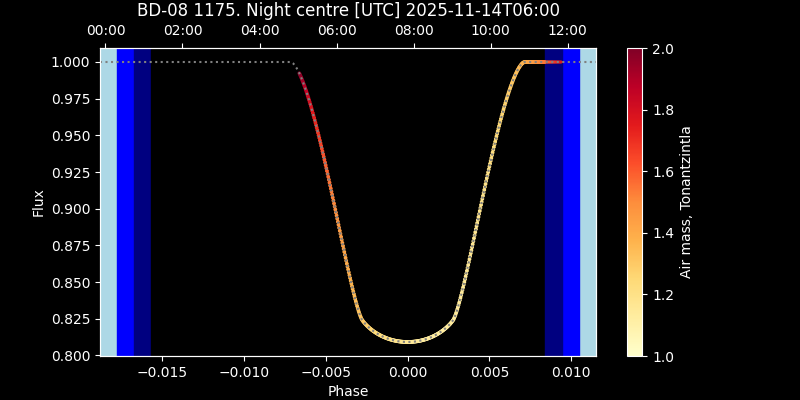 BD-08 1175. Night centre [UTC] 2025-11-14T06:00
00:00 02:00 04:00 06:00 08:00 10:00 12:00
1.000
0.975
0.950
0.925
0.900
0.875
0.850
0.825
0.800
Flux
−0.015 −0.010 −0.005 0.000 0.005 0.010
Phase
2.0
1.8
1.6
1.4
1.2
1.0
Air mass, Tonantzintla